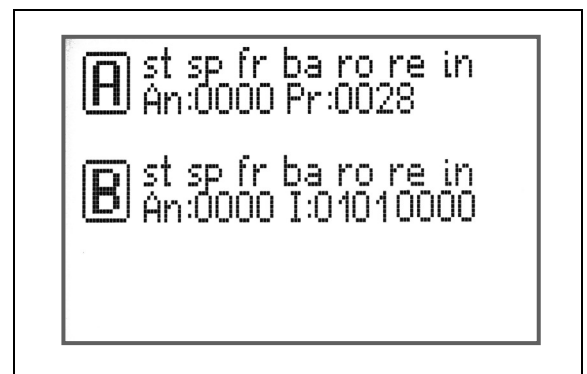 A st sp fr ba ro re in
An:0000 Pr:0028
B st sp fr ba ro re in
An:0000 I:01010000